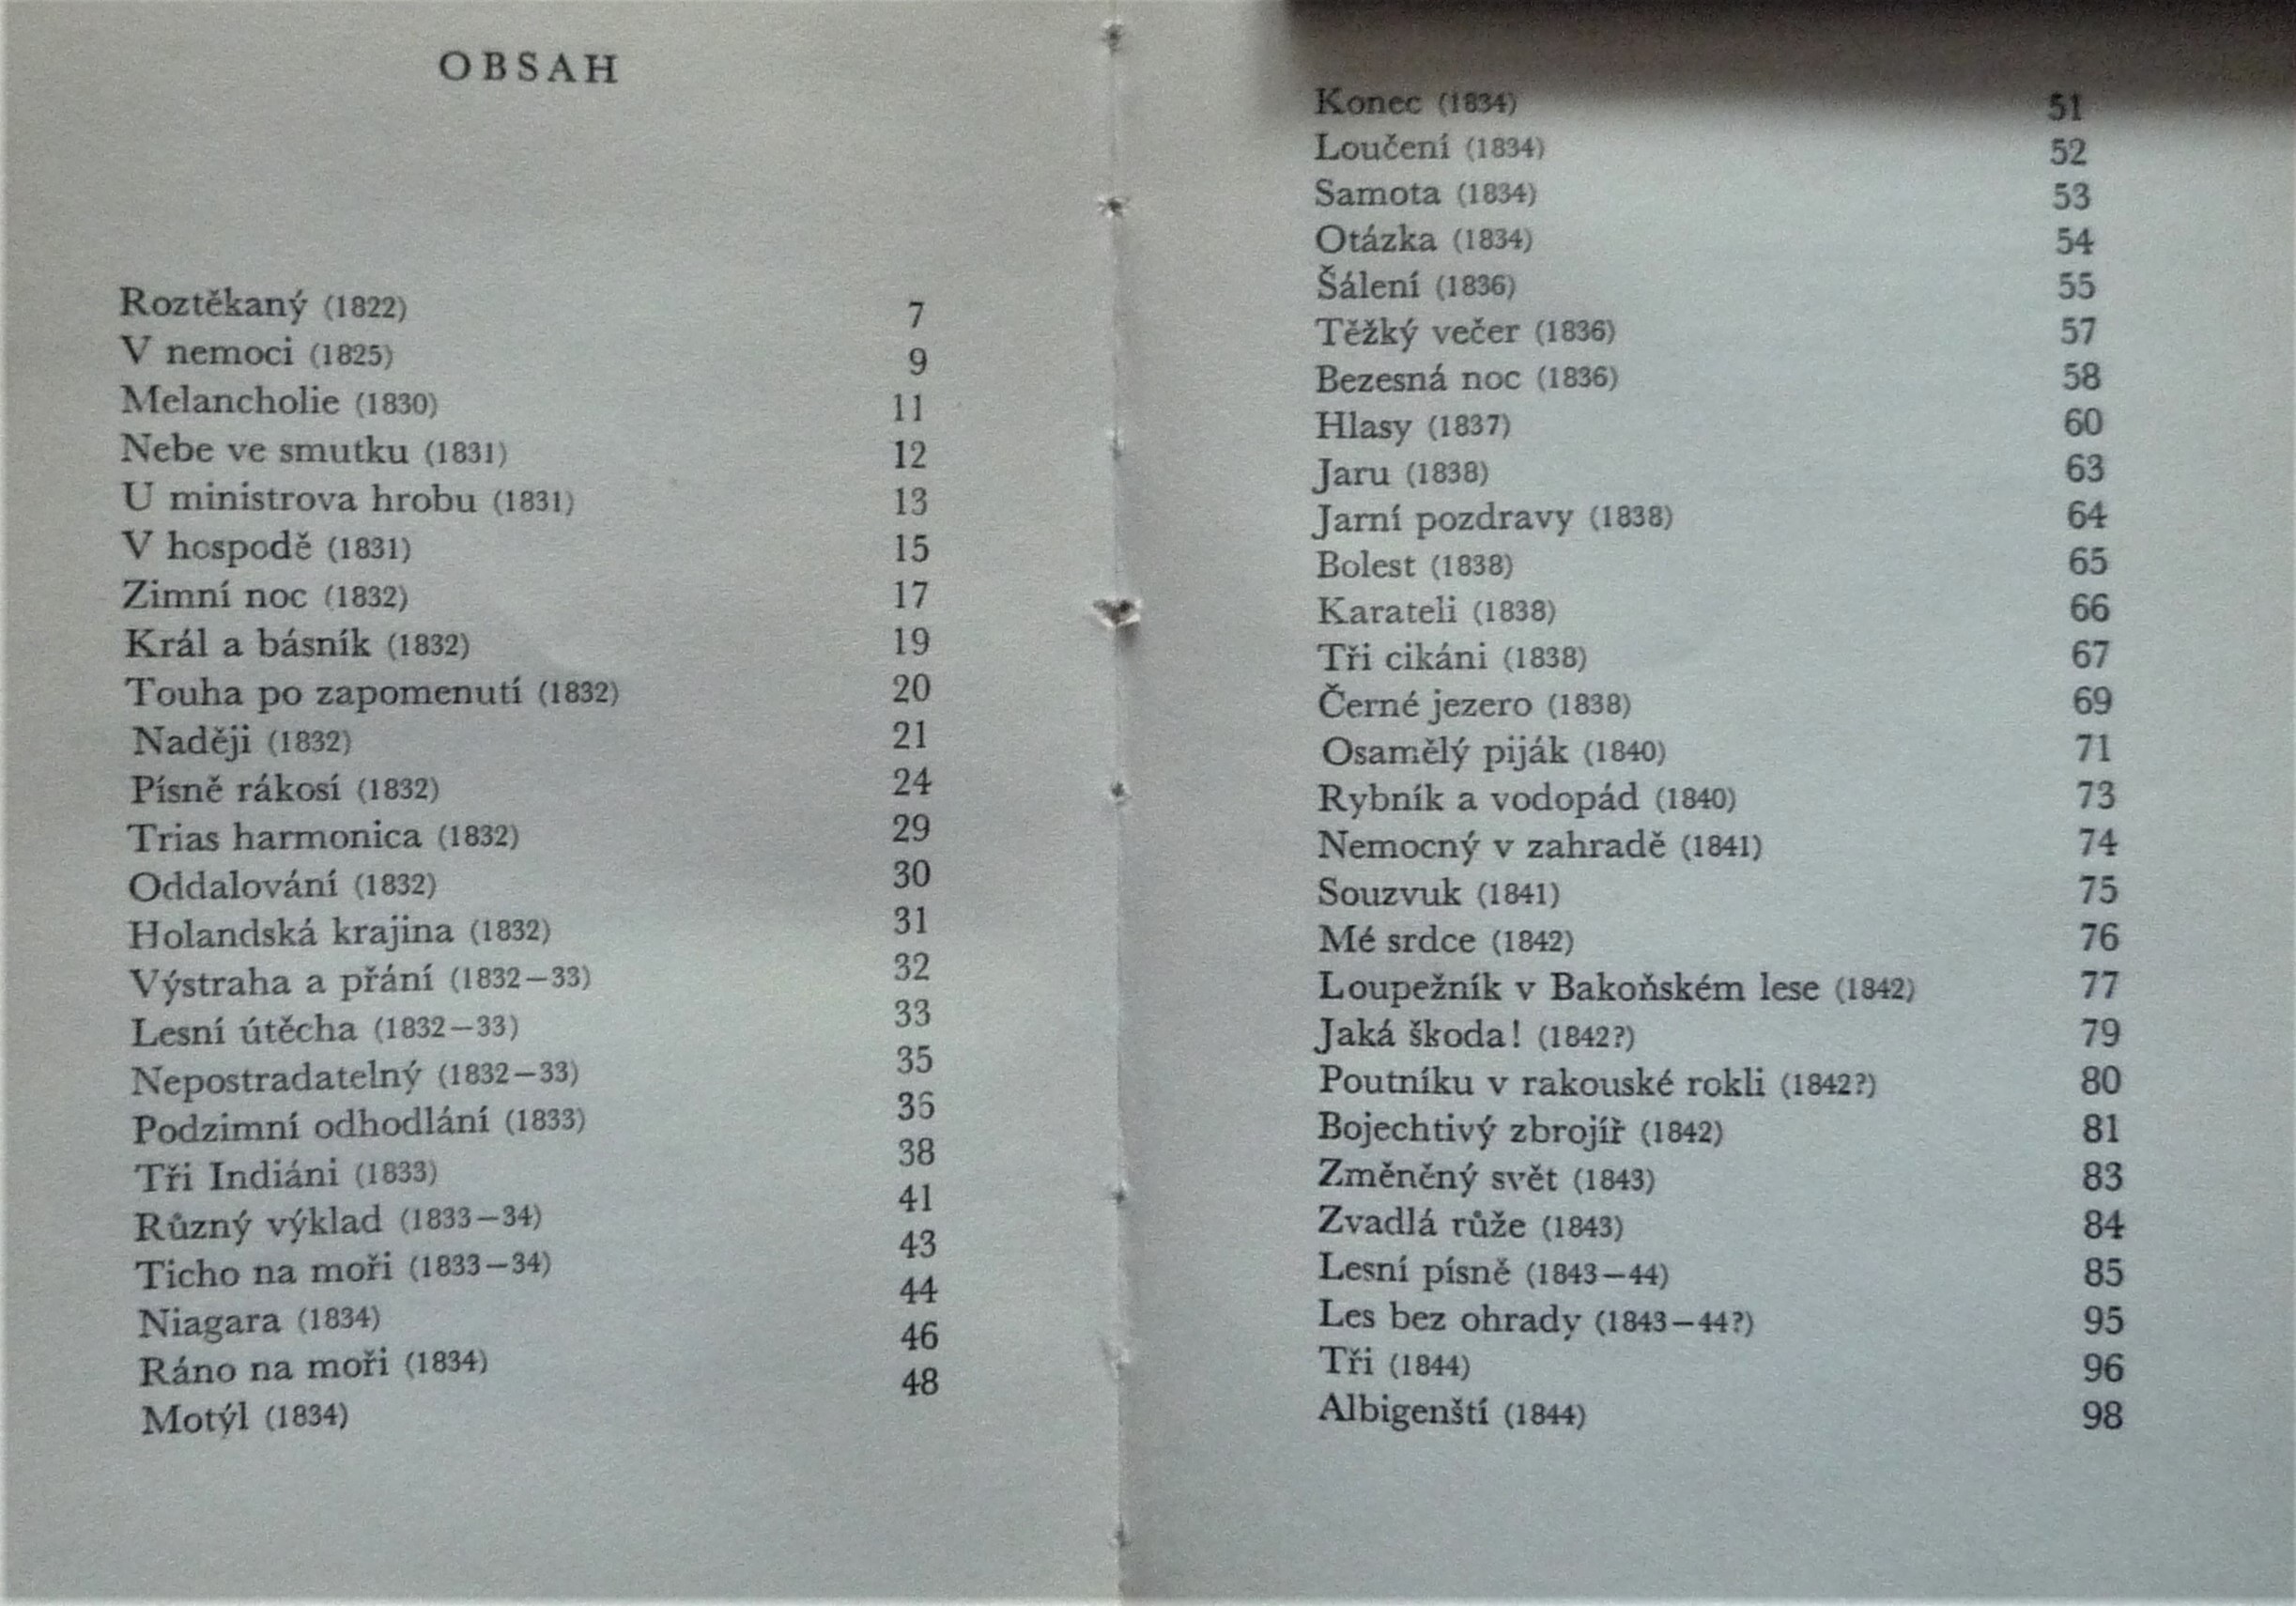 OBSAH
Roztěkaný (1822) 7
V nemoci (1825) 9
Melancholie (1830) 11
Nebe ve smutku (1831) 12
U ministrova hrobu (1831) 13
V hospodě (1831) 15
Zimní noc (1832) 17
Král a básník (1832) 19
Touha po zapomenutí (1832) 20
Naději (1832) 21
Písně rákosí (1832) 24
Trias harmonica (1832) 29
Oddalování (1832) 30
Holandská krajina (1832) 31
Výstraha a přání (1832–33) 32
Lesní útěcha (1832–33) 33
Nepostradatelný (1832–33) 35
Podzimní odhodlání (1833) 36
Tři Indiáni (1833) 38
Různý výklad (1833–34) 41
Ticho na moři (1833–34) 43
Niagara (1834) 44
Ráno na moři (1834) 46
Motýl (1834) 48
Konec (1834) 51
Loučení (1834) 52
Samota (1834) 53
Otázka (1834) 54
Šálení (1836) 55
Těžký večer (1836) 57
Bezesná noc (1836) 58
Hlasy (1837) 60
Jaru (1838) 63
Jarní pozdravy (1838) 64
Bolest (1838) 65
Karateli (1838) 66
Tři cikáni (1838) 67
Černé jezero (1838) 69
Osamělý piják (1840) 71
Rybník a vodopád (1840) 73
Nemocný v zahradě (1841) 74
Souzvuk (1841) 75
Mé srdce (1842) 76
Loupežník v Bakoňském lese (1842) 77
Jaká škoda! (1842?) 79
Poutníku v rakouské rokli (1842?) 80
Bojechtivý zbrojíř (1842) 81
Změněný svět (1843) 83
Zvadlá růže (1843) 84
Lesní písně (1843–44) 85
Les bez ohrady (1843–44?) 95
Tři (1844) 96
Albigenští (1844) 98